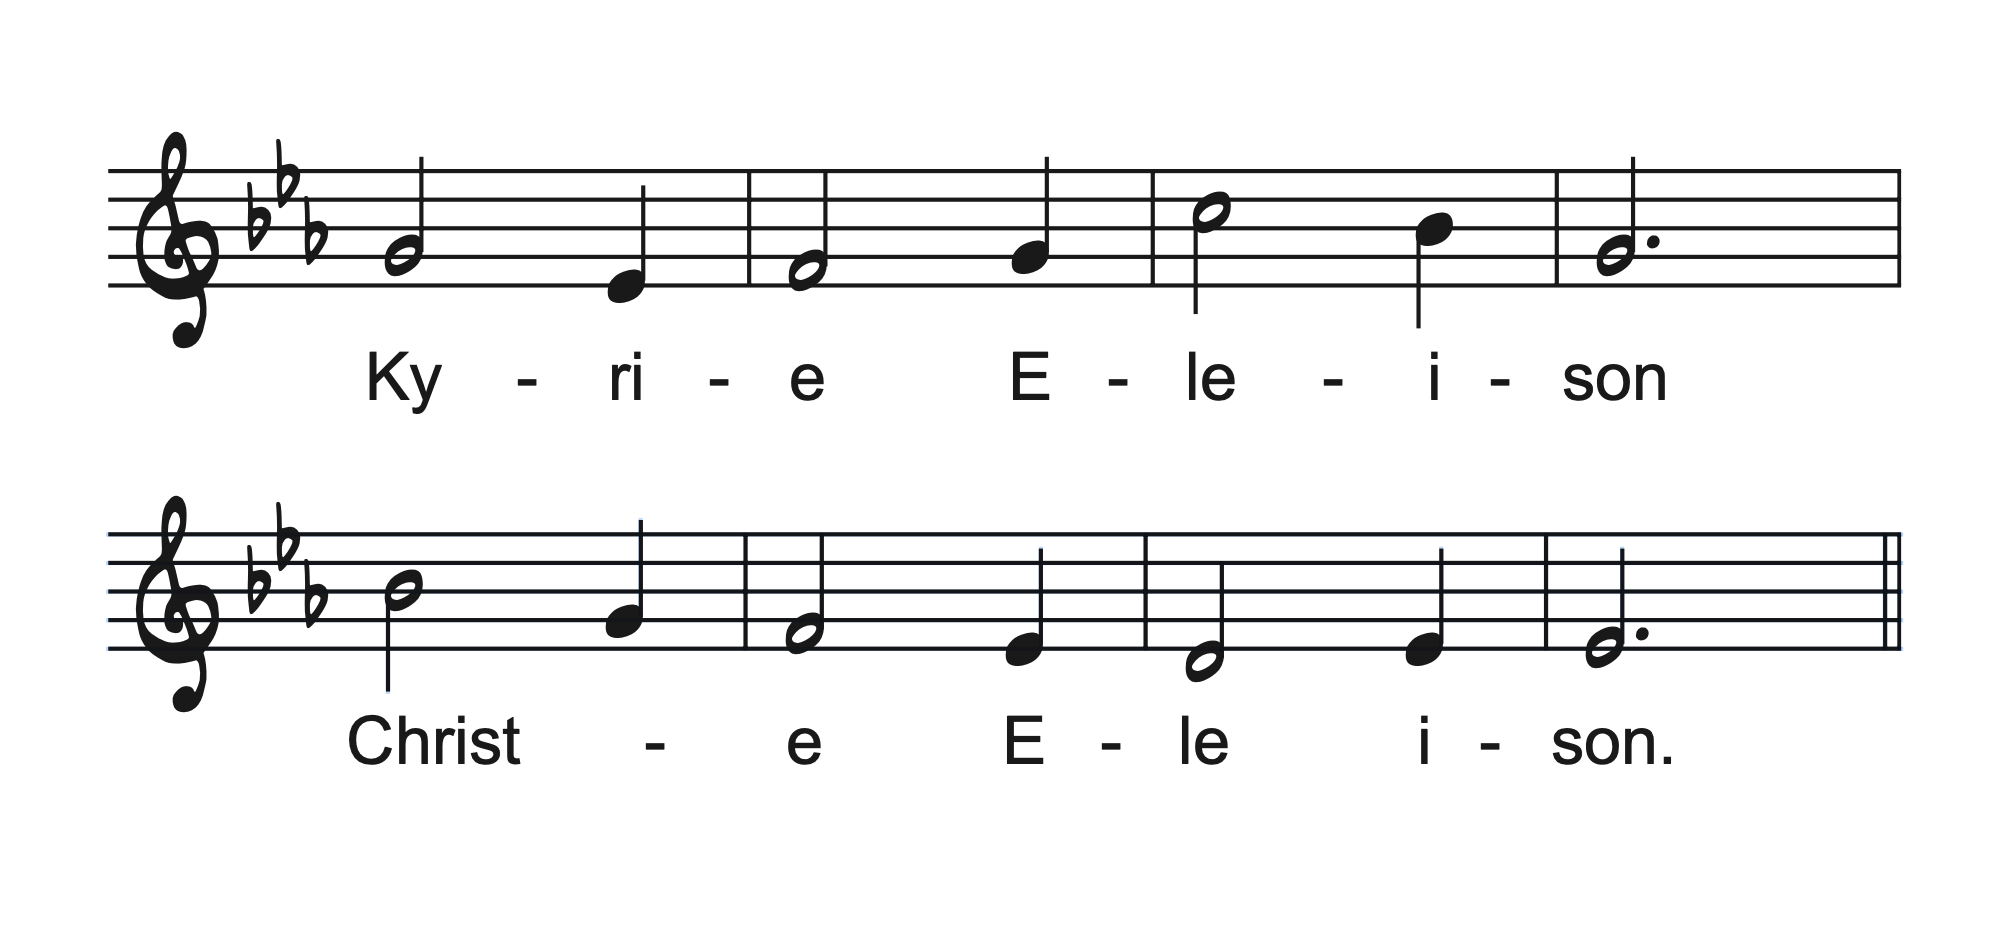 Ky - ri - e E - le - i - son
Christ - e E - le i - son.